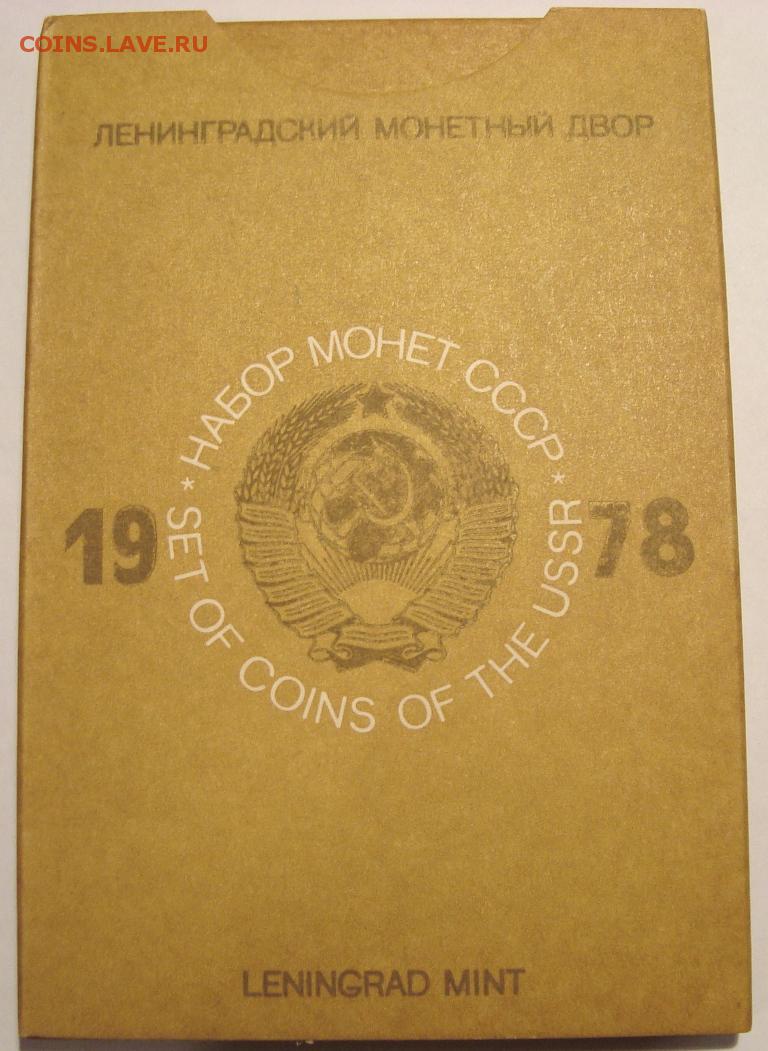 COINS.LAVE.RU
ЛЕНИНГРАДСКИЙ МОНЕТНЫЙ ДВОР
* НАБОР МОНЕТ СССР *
19 78
SET OF COINS OF THE USSR
LENINGRAD MINT